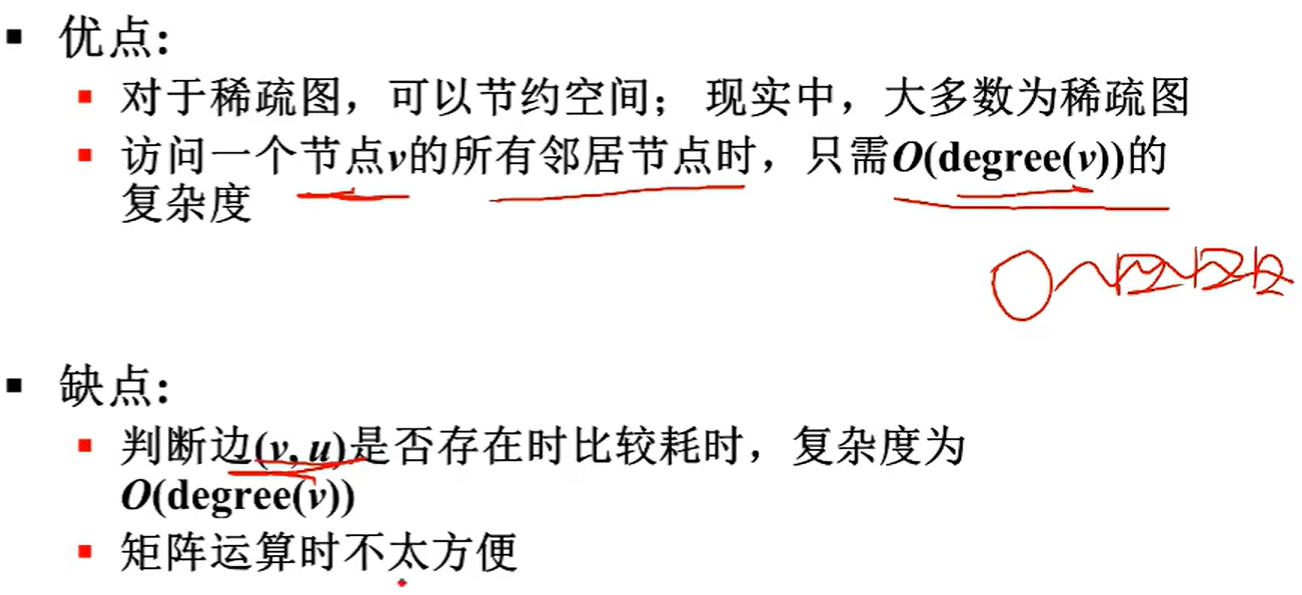 优点:
对于稀疏图，可以节约空间； 现实中，大多数为稀疏图
访问一个节点v的所有邻居节点时，只需O(degree(v))的
复杂度
缺点:
判断边(v, u)是否存在时比较耗时，复杂度为
O(degree(v))
矩阵运算时不太方便